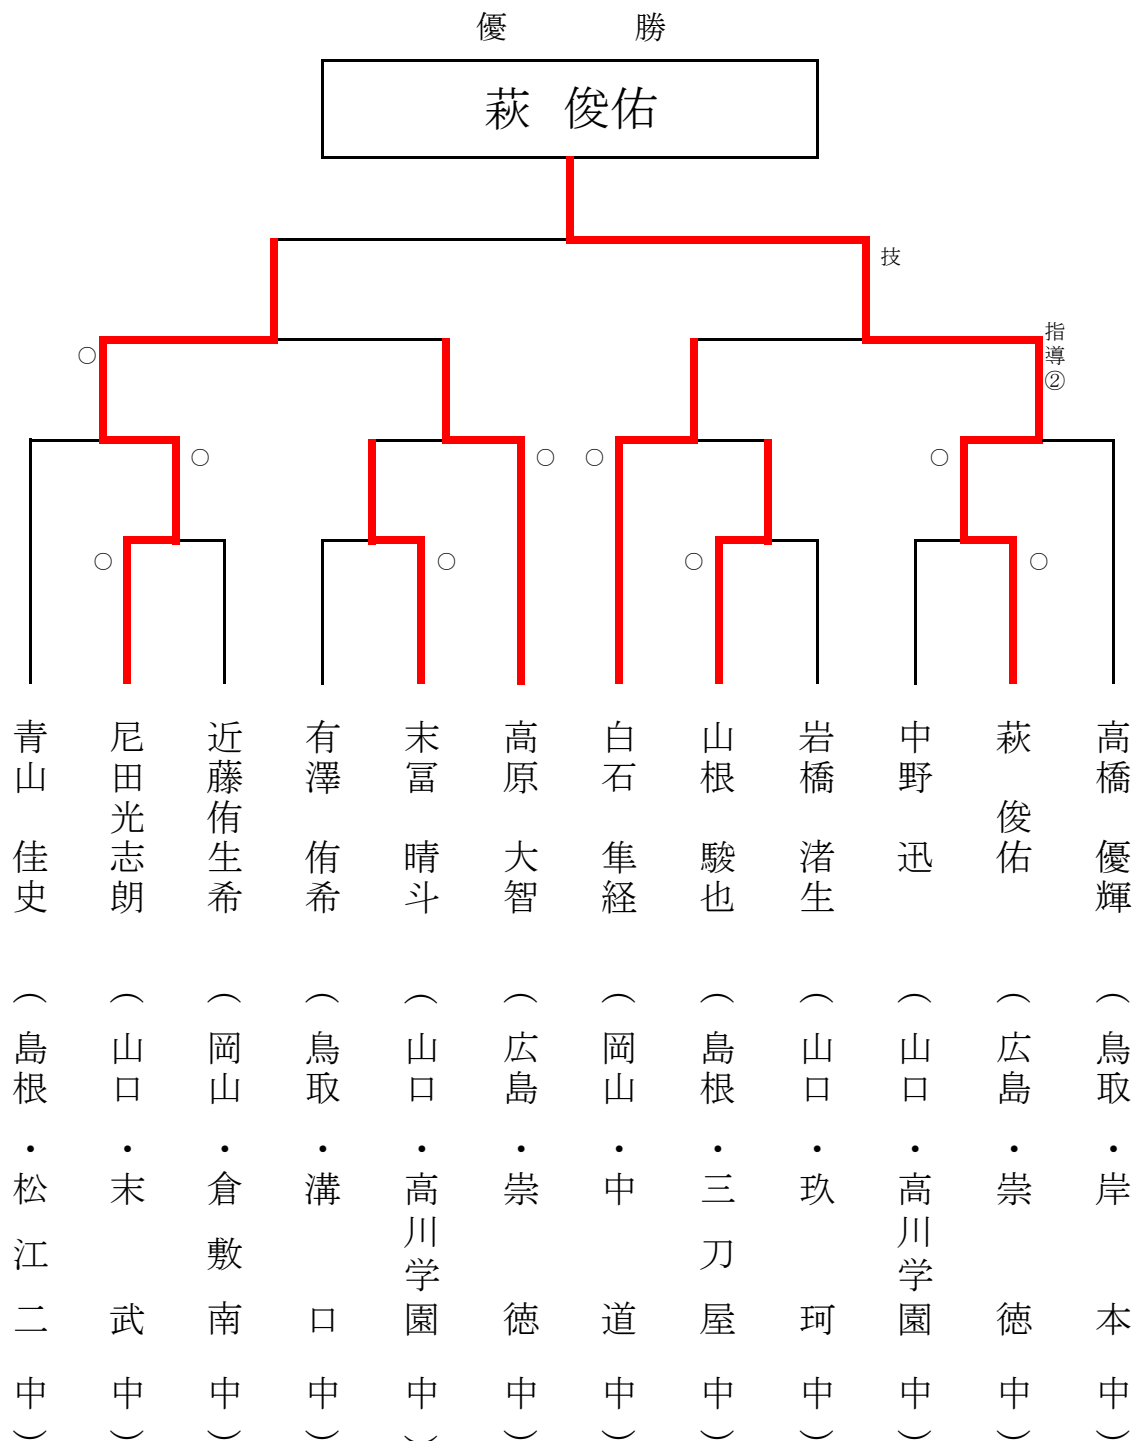 優 勝
萩 俊佑
技
指導②
○
○ ○ ○ ○
○ ○ ○ ○
青山 佳史 （島根・松江二中）
尼田光志朗 （山口・末武中）
近藤侑生希 （岡山・倉敷南中）
有澤 侑希 （鳥取・溝口中）
末冨 晴斗 （山口・高川学園中）
高原 大智 （広島・崇徳中）
白石 隼経 （岡山・中道中）
山根 駿也 （島根・三刀屋中）
岩橋 渚生 （山口・玖珂中）
中野 迅 （山口・高川学園中）
萩 俊佑 （広島・崇徳中）
高橋 優輝 （鳥取・岸本中）